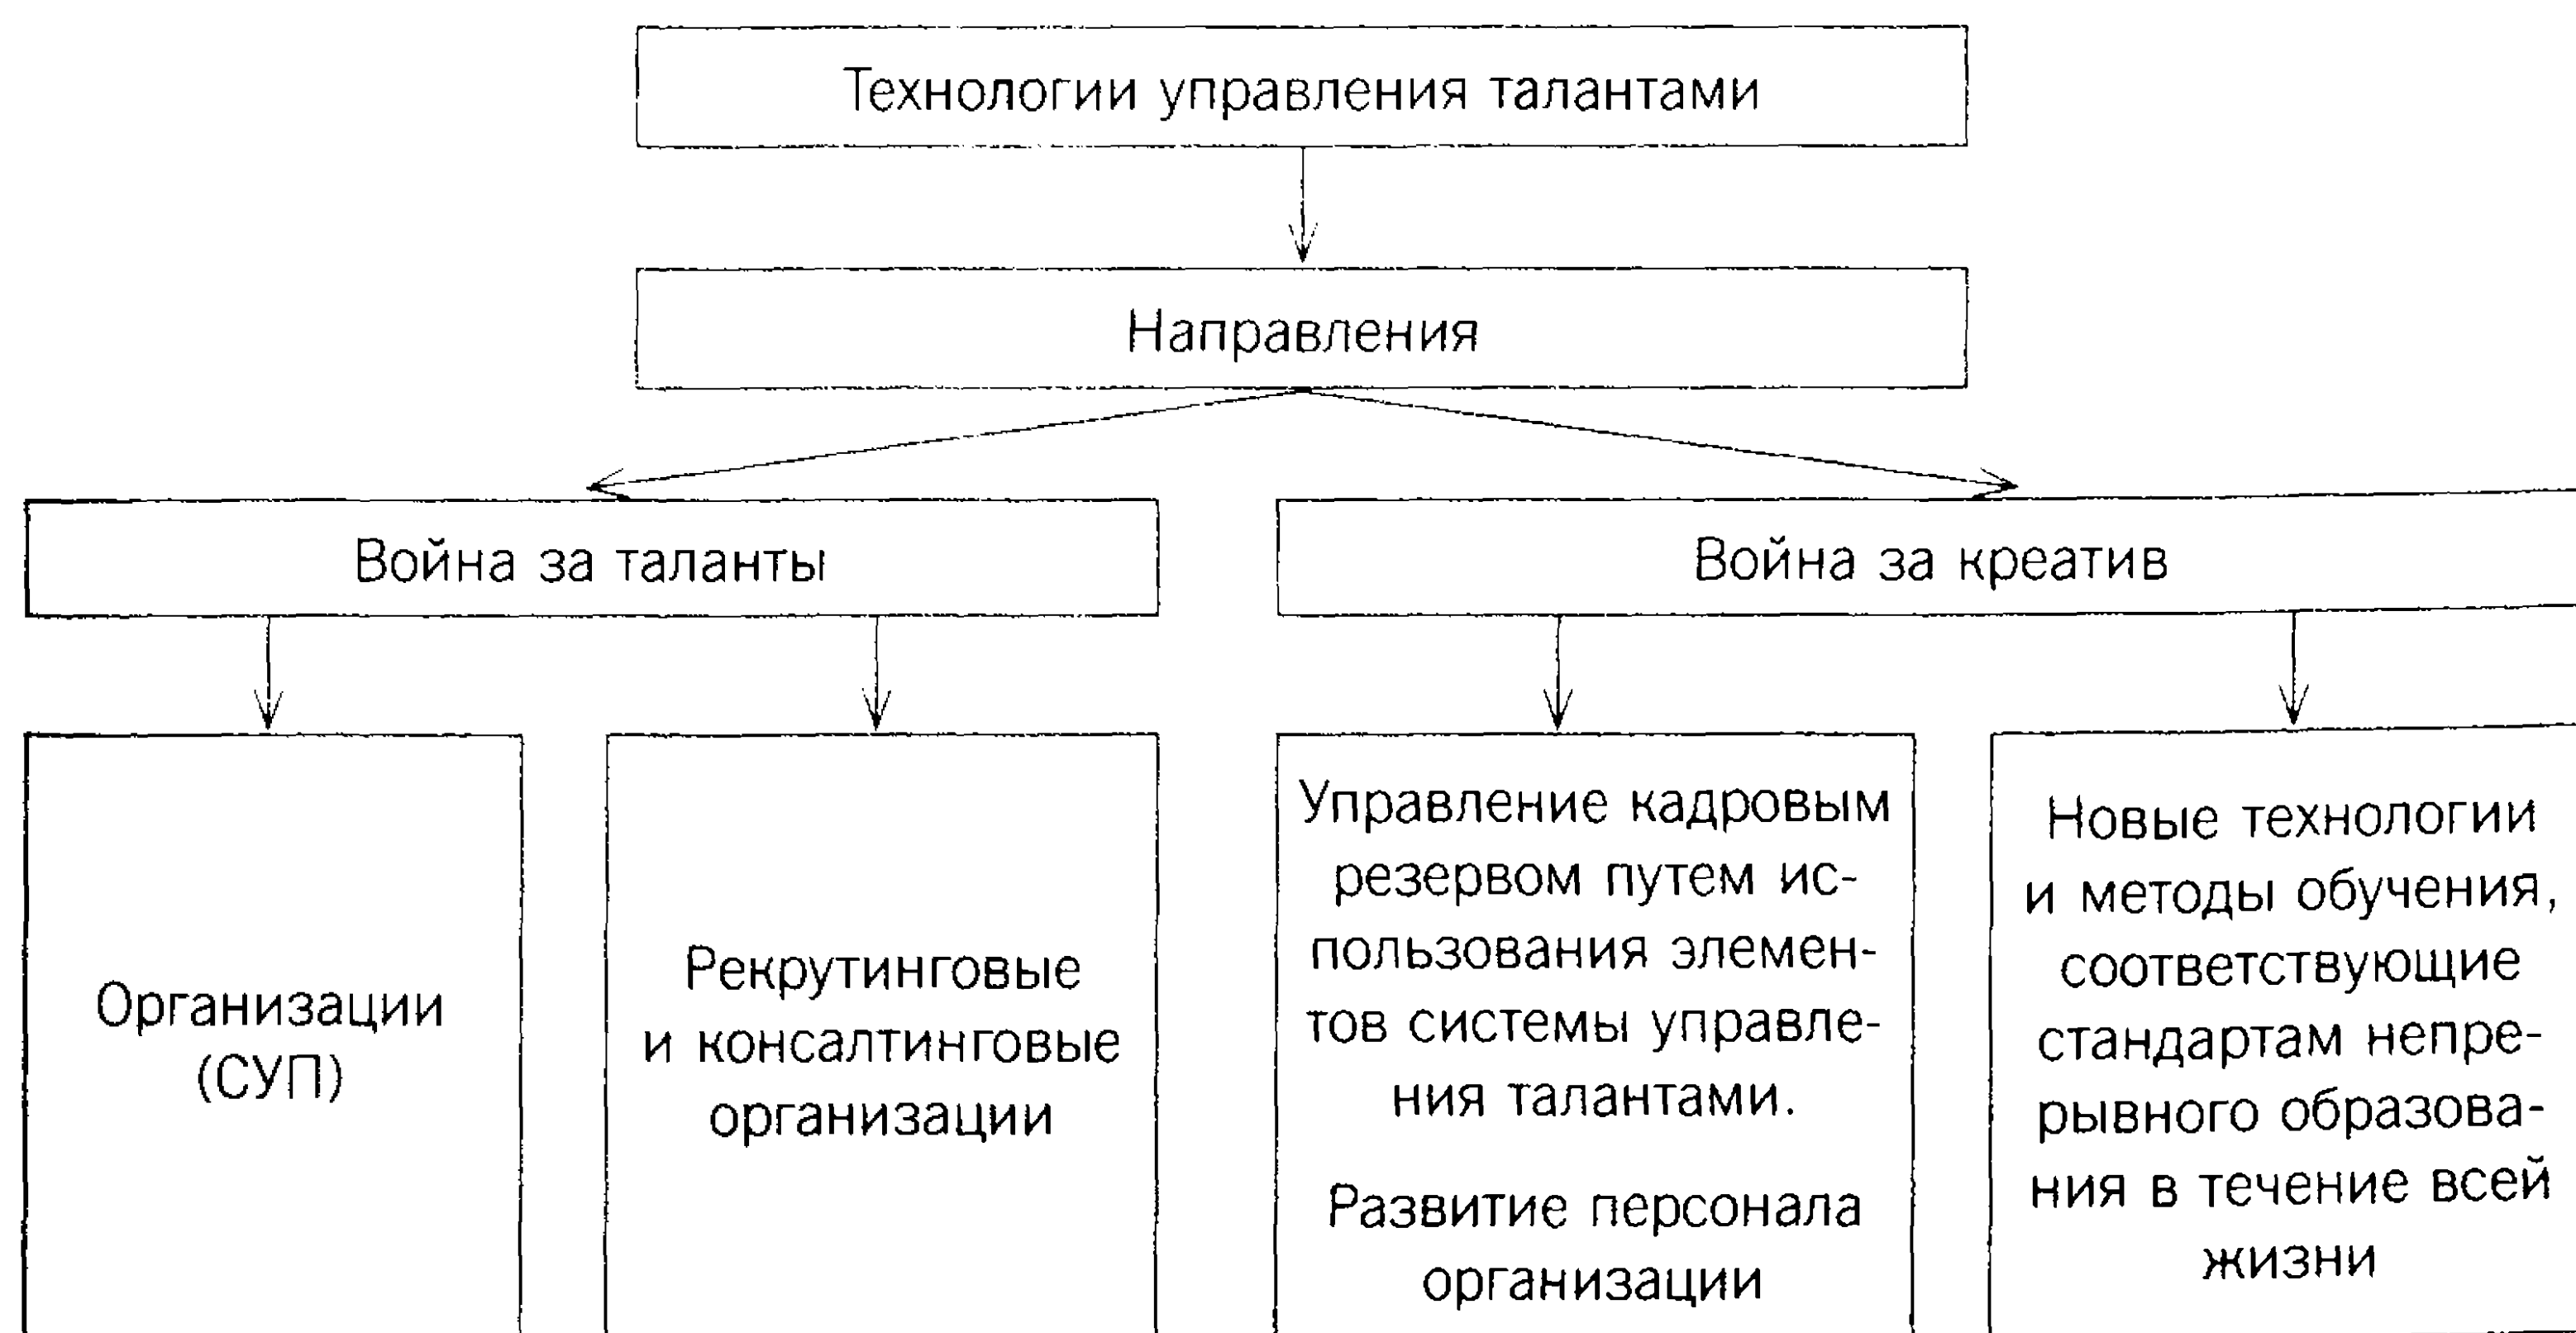 Технологии управления талантами
Направления
Война за таланты
Война за креатив
Организации
(СУП)
Рекрутинговые
и консалтинговые
организации
Управление кадровым
резервом путем ис-
пользования элемен-
тов системы управле-
ния талантами.
Развитие персонала
организации
Новые технологии
и методы обучения,
соответствующие
стандартам непре-
рывного образова-
ния в течение всей
жизни